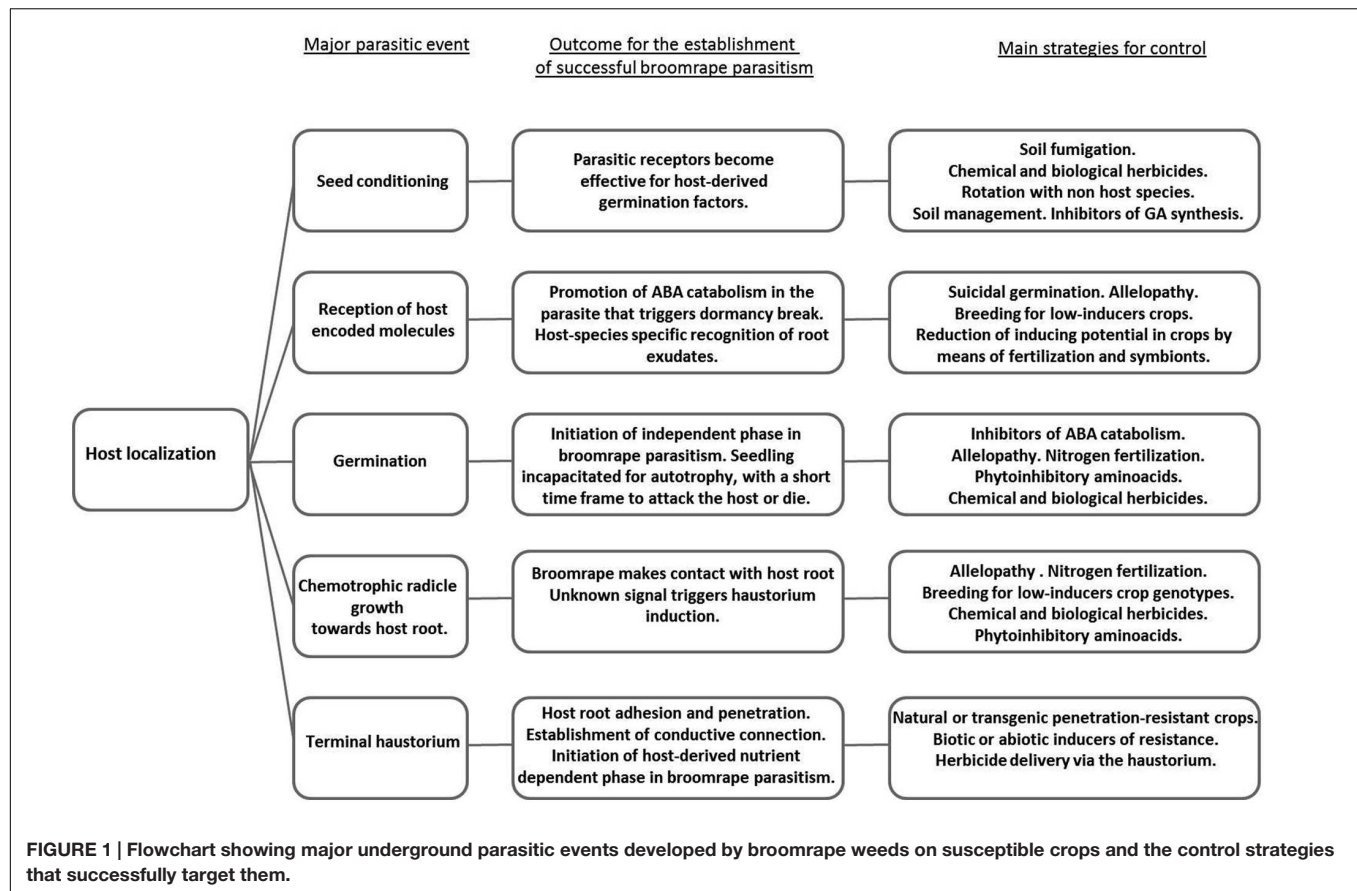 Major parasitic event
Outcome for the establishment
of successful broomrape parasitism
Main strategies for control
Host localization
Seed conditioning
Parasitic receptors become
effective for host-derived
germination factors.
Soil fumigation.
Chemical and biological herbicides.
Rotation with non host species.
Soil management. Inhibitors of GA synthesis.
Reception of host
encoded molecules
Promotion of ABA catabolism in the
parasite that triggers dormancy break.
Host-species specific recognition of root
exudates.
Suicidal germination. Allelopathy.
Breeding for low-inducers crops.
Reduction of inducing potential in crops by
means of fertilization and symbionts.
Germination
Initiation of independent phase in
broomrape parasitism. Seedling
incapacitated for autotrophy, with a short
time frame to attack the host or die.
Inhibitors of ABA catabolism.
Allelopathy. Nitrogen fertilization.
Phytoinhibitory aminoacids.
Chemical and biological herbicides.
Chemotrophic radicle
growth
towards host root.
Broomrape makes contact with host root
Unknown signal triggers haustorium
induction.
Allelopathy . Nitrogen fertilization.
Breeding for low-inducers crop genotypes.
Chemical and biological herbicides.
Phytoinhibitory aminoacids.
Terminal haustorium
Host root adhesion and penetration.
Establishment of conductive connection.
Initiation of host-derived nutrient
dependent phase in broomrape parasitism.
Natural or transgenic penetration-resistant crops.
Biotic or abiotic inducers of resistance.
Herbicide delivery via the haustorium.
FIGURE 1 | Flowchart showing major underground parasitic events developed by broomrape weeds on susceptible crops and the control strategies
that successfully target them.